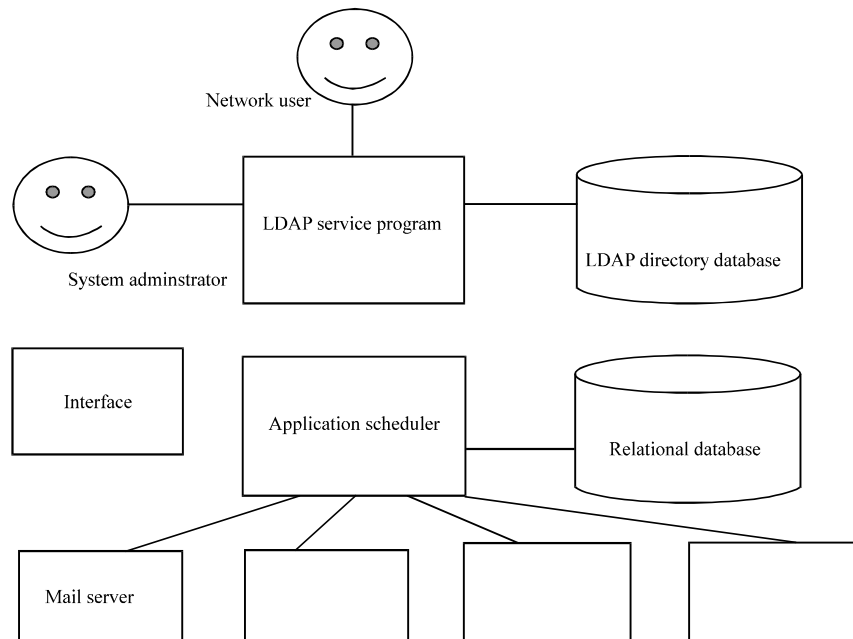 Network user
LDAP service program
LDAP directory database
System adminstrator
Interface
Application scheduler
Relational database
Mail server